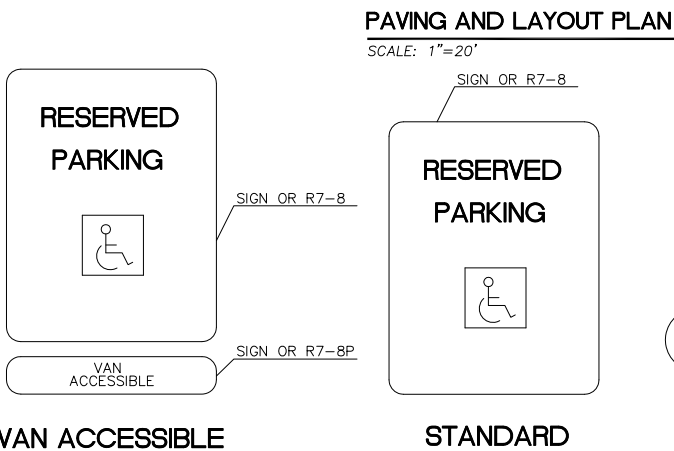 PAVING AND LAYOUT PLAN
SCALE: 1"=20'
RESERVED
PARKING
SIGN OR R7-8
SIGN OR R7-8P
VAN
ACCESSIBLE
VAN ACCESSIBLE
SIGN OR R7-8
RESERVED
PARKING
STANDARD